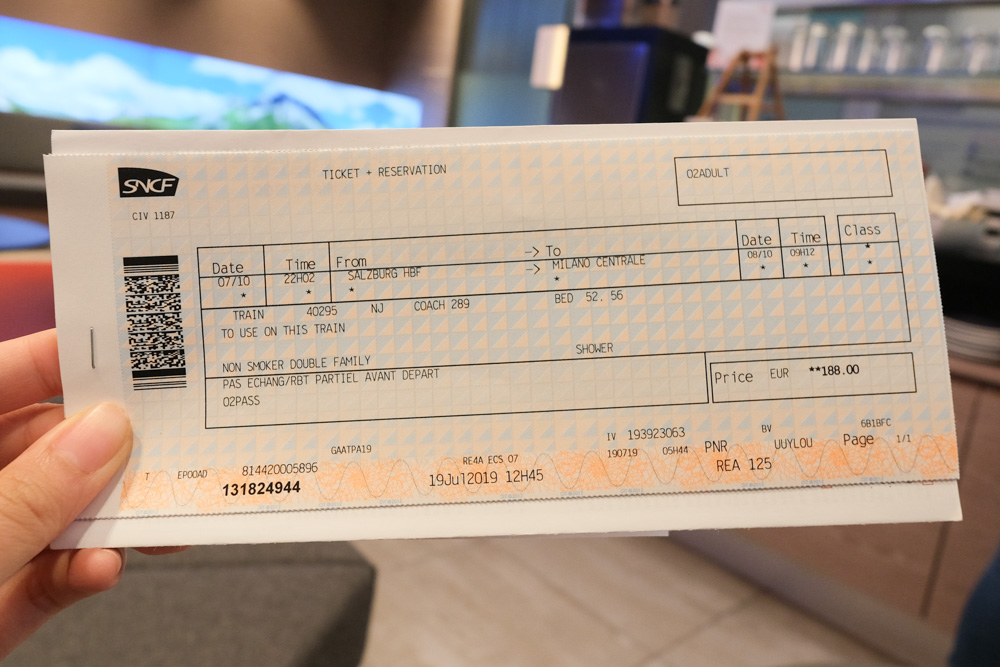 SNCF
CIV 1187
TICKET + RESERVATION
02ADULT
Date Time From -> To Date Time Class
07/10 22H02 SALZBURG HBF -> MILANO CENTRALE 08/10 09H12 *
* * * * * * *
TRAIN 40295 NJ COACH 289 BED 52. 56
TO USE ON THIS TRAIN
NON SMOKER DOUBLE FAMILY SHOWER
PAS ECHANG/RBT PARTIEL AVANT DEPART
02PASS
Price EUR **188.00
GAATPA19 IV 193923063 BV 6B1BFC
T EP00AD 814420005896 RE4A ECS 07 190719 05H44 PNR UUYLOU Page 1/1
131824944 19Jul2019 12H45 REA 125